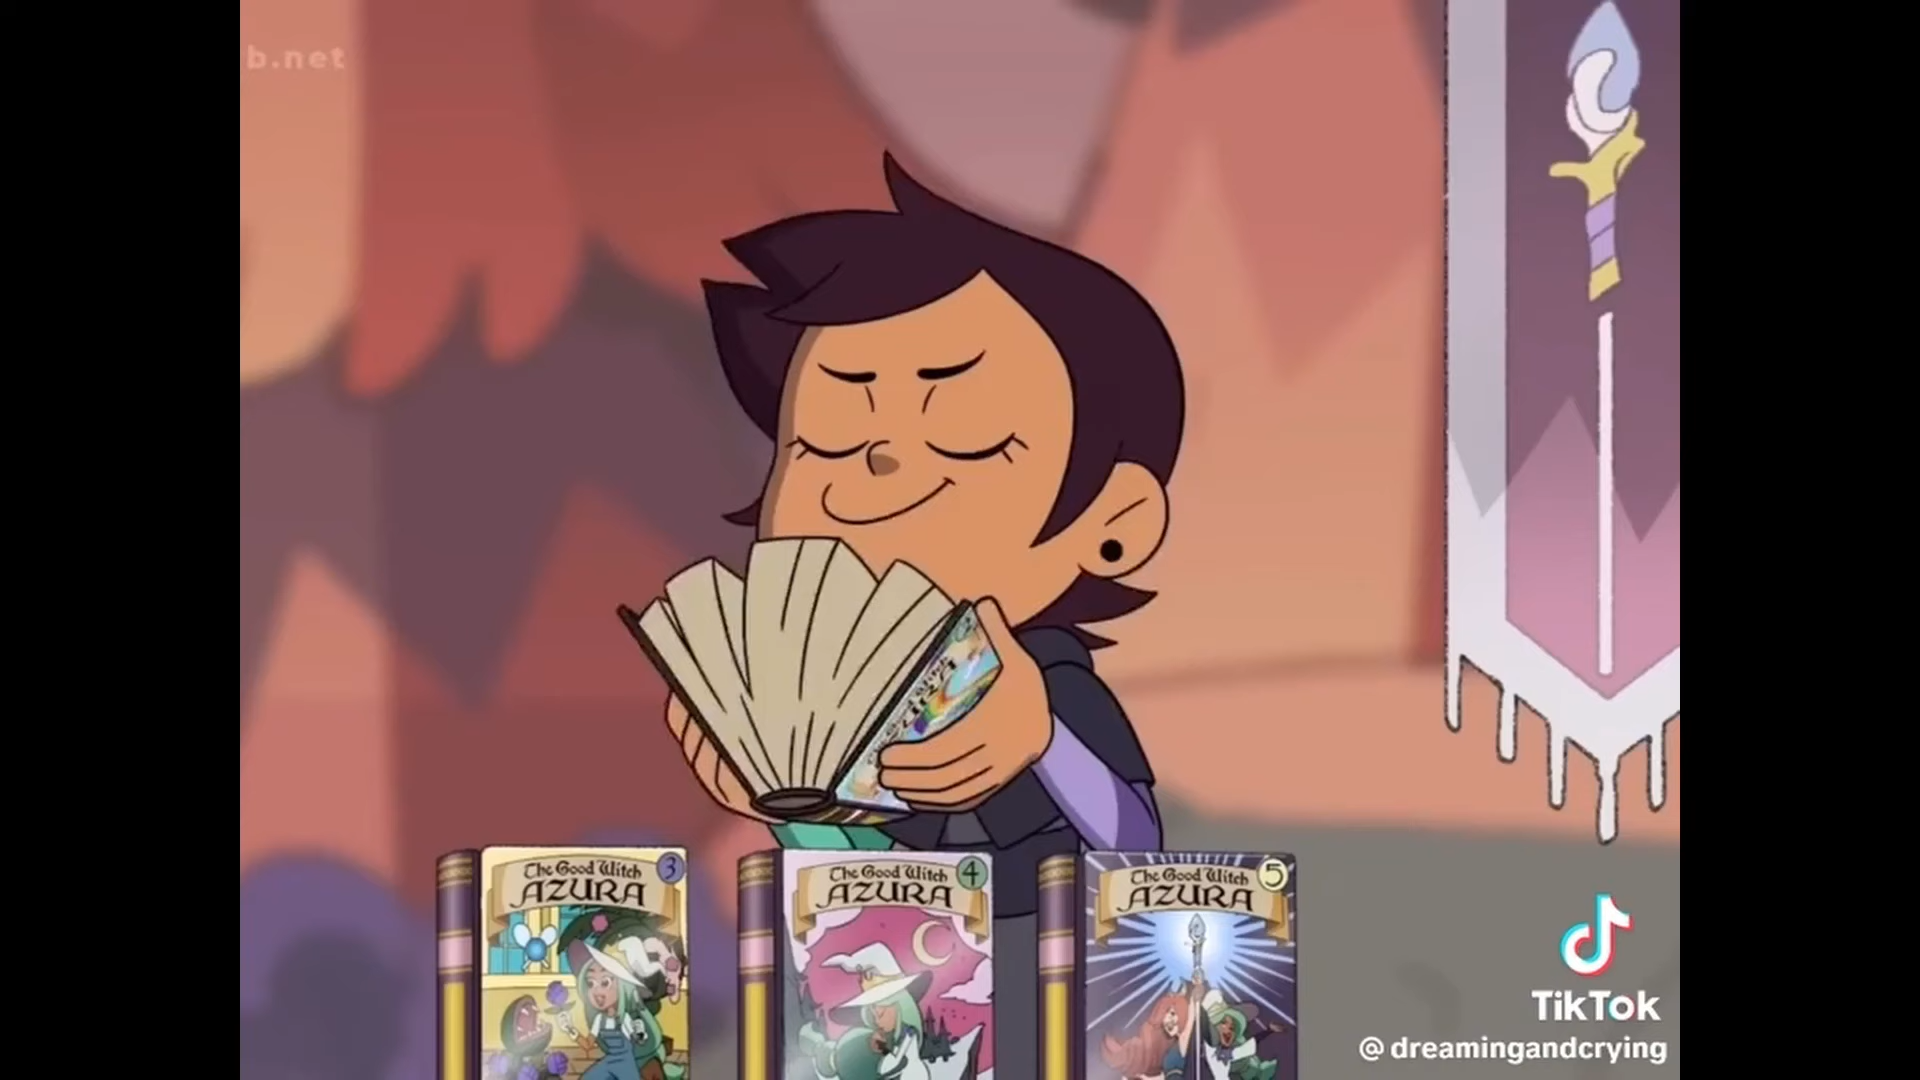 b.net
The Good Witch
AZURA
3
The Good Witch
AZURA
4
The Good Witch
AZURA
5
TikTok
@dreamingandcrying